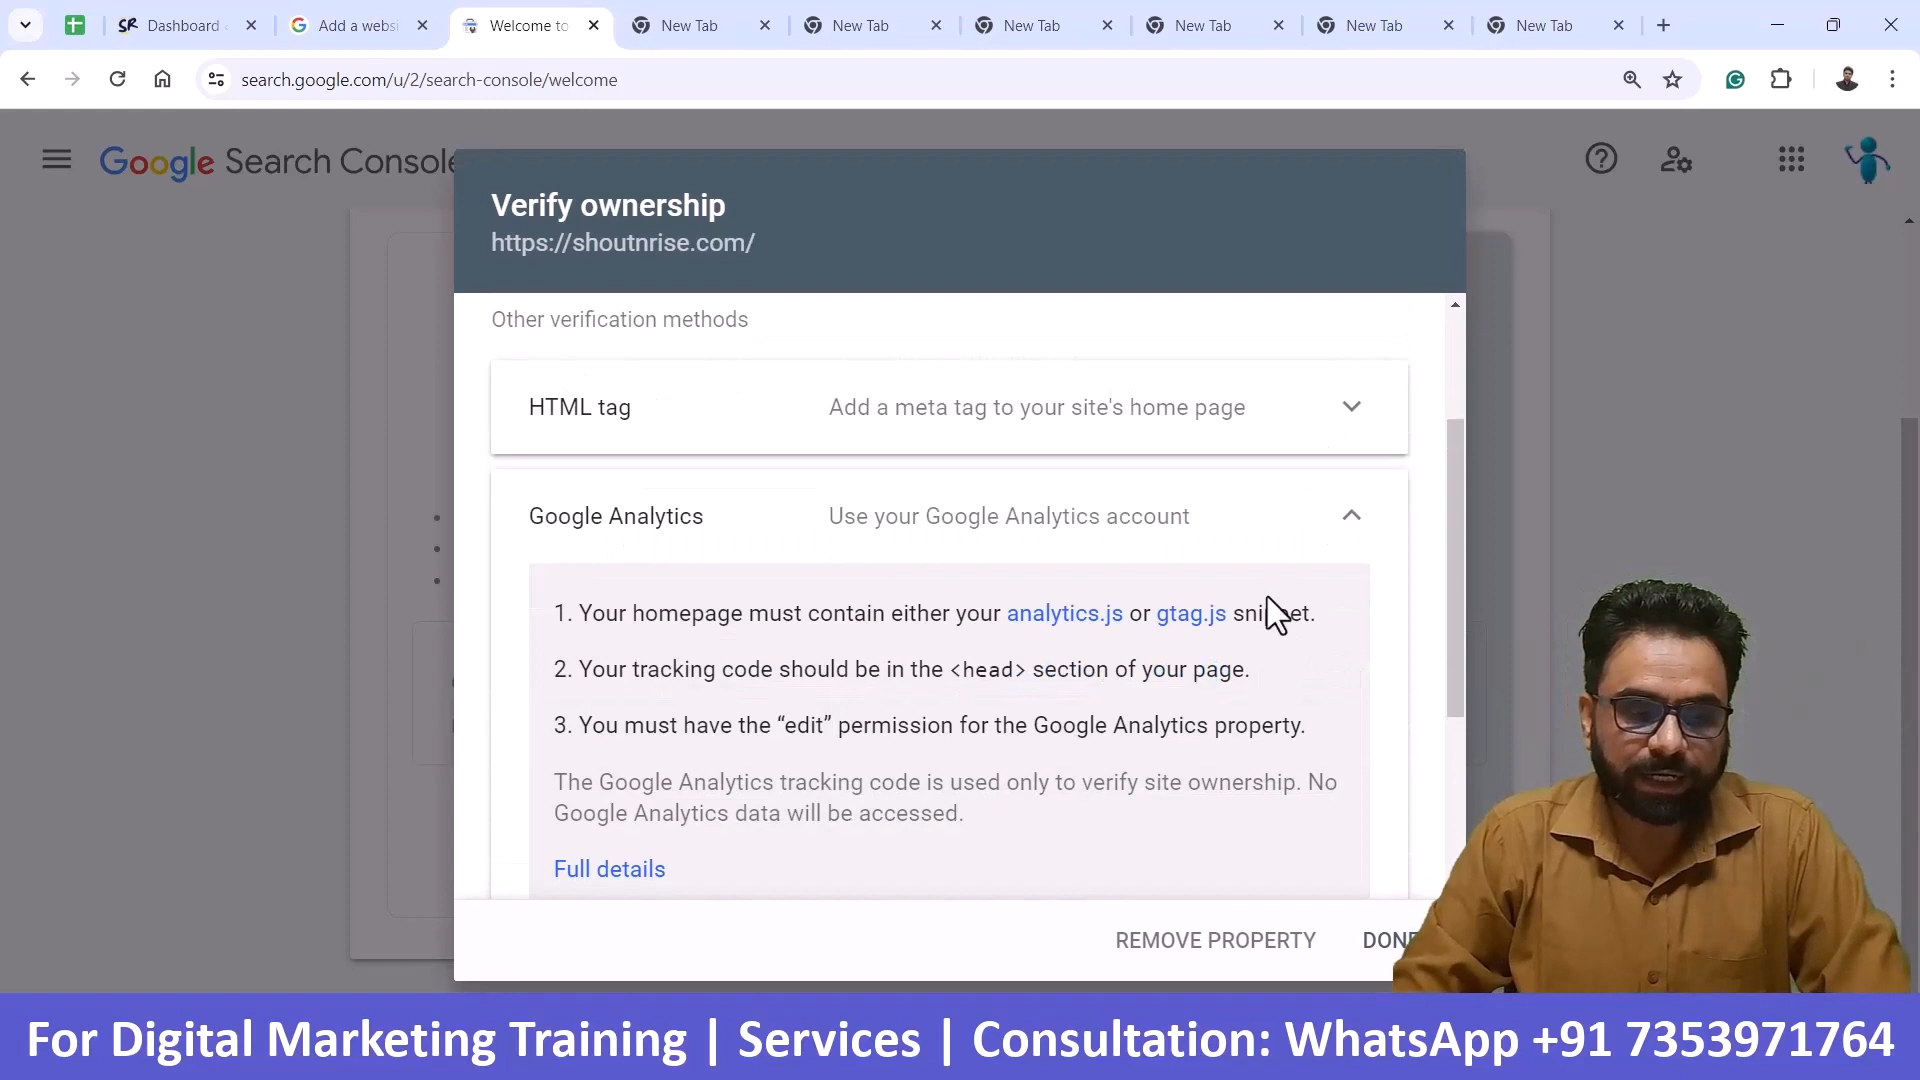 Dashboard
Add a websi
Welcome to
New Tab
New Tab
New Tab
New Tab
New Tab
New Tab
search.google.com/u/2/search-console/welcome
Google Search Console
Verify ownership
https://shoutnrise.com/
Other verification methods
HTML tag
Add a meta tag to your site's home page
Google Analytics
Use your Google Analytics account
1. Your homepage must contain either your analytics.js or gtag.js snippet.
2. Your tracking code should be in the <head> section of your page.
3. You must have the “edit” permission for the Google Analytics property.
The Google Analytics tracking code is used only to verify site ownership. No
Google Analytics data will be accessed.
Full details
REMOVE PROPERTY
DONE
For Digital Marketing Training | Services | Consultation: WhatsApp +91 7353971764